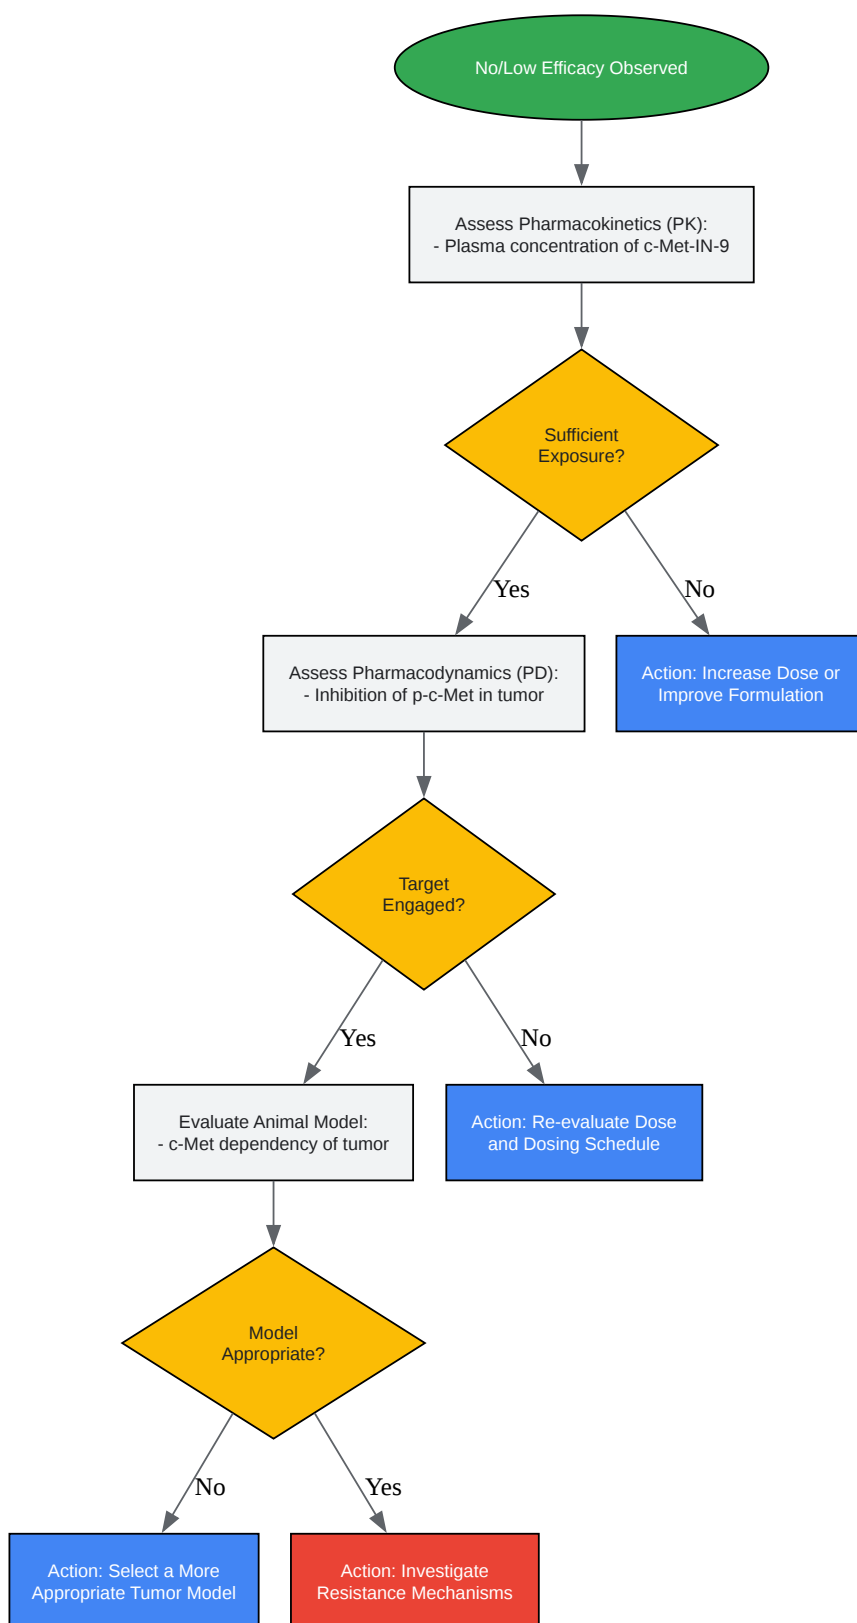 No/Low Efficacy Observed
Assess Pharmacokinetics (PK):
- Plasma concentration of c-Met-IN-9
Sufficient
Exposure?
Yes
No
Assess Pharmacodynamics (PD):
- Inhibition of p-c-Met in tumor
Action: Increase Dose or
Improve Formulation
Target
Engaged?
Yes
No
Evaluate Animal Model:
- c-Met dependency of tumor
Action: Re-evaluate Dose
and Dosing Schedule
Model
Appropriate?
No
Yes
Action: Select a More
Appropriate Tumor Model
Action: Investigate
Resistance Mechanisms